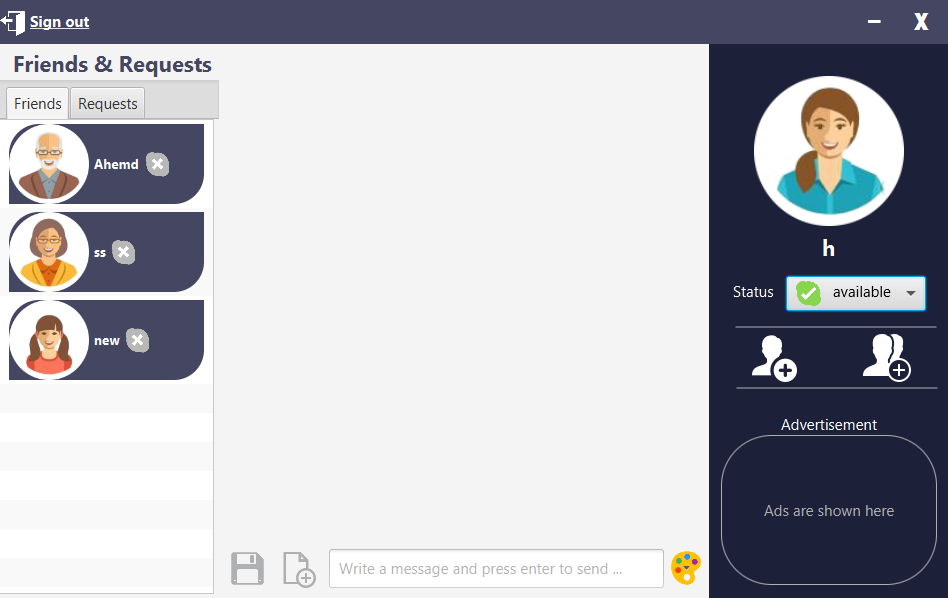 Sign out
X
Friends & Requests
Friends
Requests
Ahemd
ss
new
h
Status
available
Advertisement
Ads are shown here
Write a message and press enter to send ...